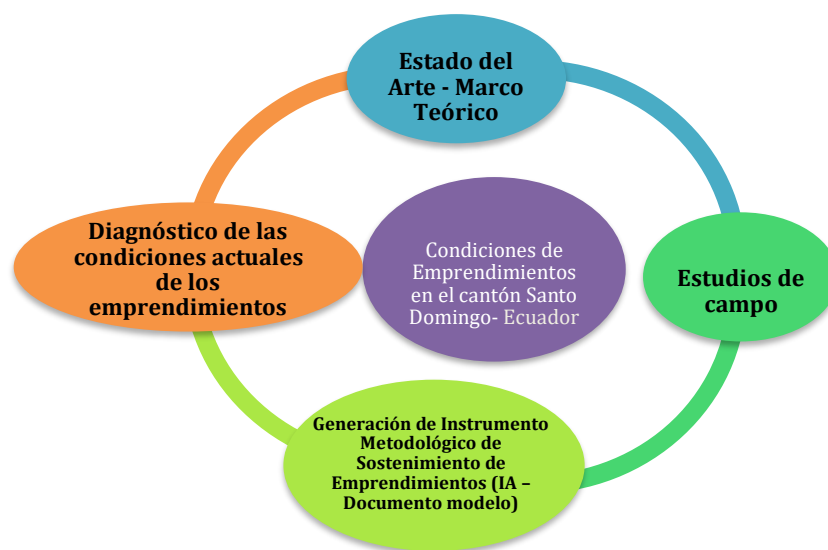 Estado del
Arte - Marco
Teórico
Diagnóstico de las
condiciones actuales
de los
emprendimientos
Condiciones de
Emprendimientos
en el cantón Santo
Domingo- Ecuador
Estudios de
campo
Generación de Instrumento
Metodológico de
Sostenimiento de
Emprendimientos (IA –
Documento modelo)